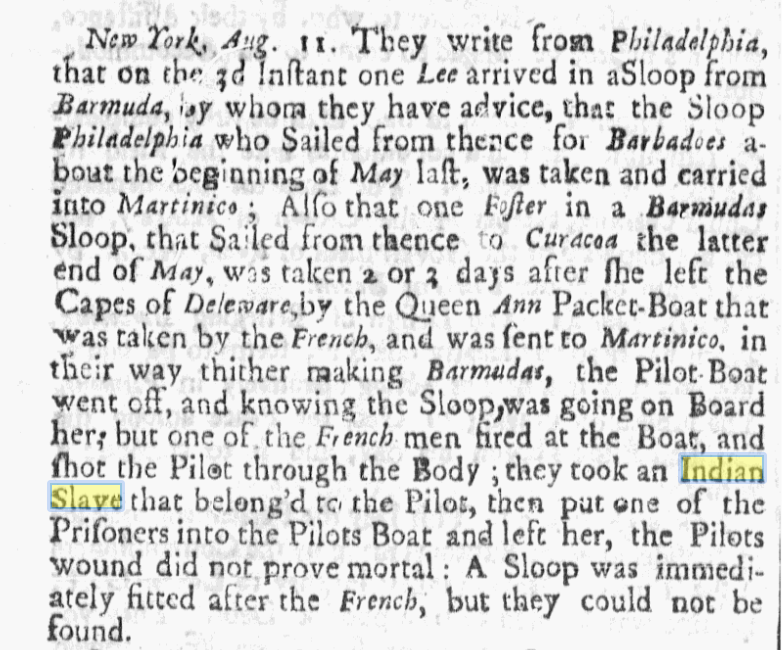 New York, Aug. 11. They write from Philadelphia,
that on the 3d Inſtant one Lee arrived in aSloop from
Barmuda, by whom they have advice, that the Sloop
Philadelphia who Sailed from thence for Barbadoes a-
bout the beginning of May laſt, was taken and carried
into Martinico; Alſo that one Foſter in a Barmudas
Sloop, that Sailed from thence to Curacoa the latter
end of May, was taken 2 or 3 days after ſhe left the
Capes of Deleware,by the Queen Ann Packet-Boat that
was taken by the French, and was ſent to Martinico. in
their way thither making Barmudas, the Pilot-Boat
went off, and knowing the Sloop,was going on Board
her; but one of the French men fired at the Boat, and
ſhot the Pilot through the Body ; they took an Indian
Slave that belong'd to the Pilot, then put one of the
Priſoners into the Pilots Boat and left her, the Pilots
wound did not prove mortal : A Sloop was immedi-
ately fitted after the French, but they could not be
found.